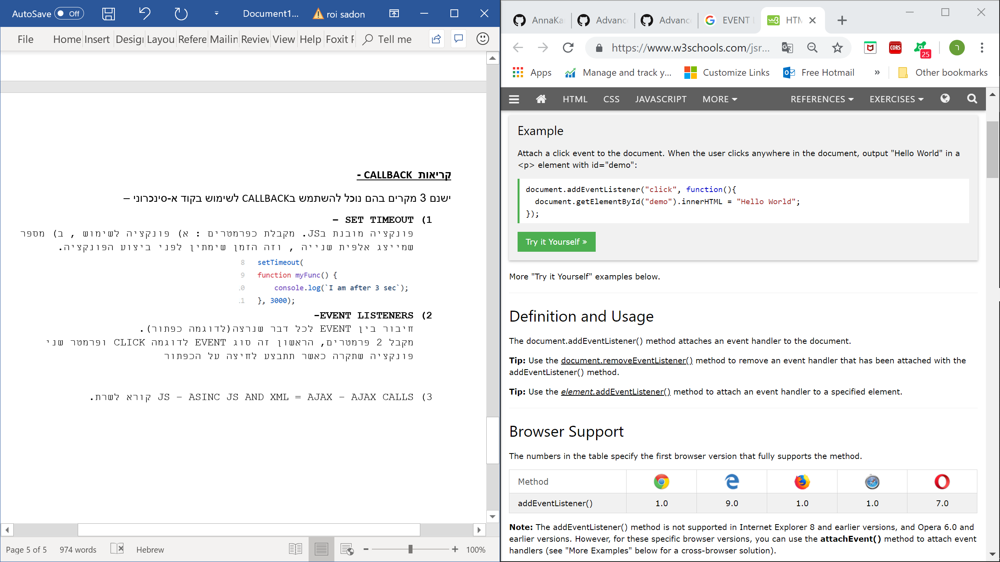 AutoSave Off Document1... roi sadon
File Home Insert Desig Layou Refere Mailin Review View Help Foxit Tell me
קריאות CALLBACK -
ישנם 3 מקרים בהם נוכל להשתמש בCALLBACK לשימוש בקוד א-סינכרוני –
1) SET TIMEOUT –
פונקציה מובנת בJS. מקבלת כפרמטרים : א) פונקציה לשימוש , ב) מספר
שמייצג אלפית שנייה , וזה הזמן שימתין לפני ביצוע הפונקציה.
8 setTimeout(
9 function myFunc() {
10 console.log(`I am after 3 sec`);
11 }, 3000);
2) EVENT LISTENERS-
חיבור בין EVENT לכל דבר שנרצה(לדוגמה כפתור).
מקבל 2 פרמטרים, הראשון זה סוג EVENT לדוגמה CLICK ופרמטר שני
פונקציה שתקרה כאשר תתבצע לחיצה על הכפתור
3) JS – ASINC JS AND XML = AJAX – AJAX CALLS קורא לשרת.
Page 5 of 5 974 words Hebrew 100%
AnnaKa Advance Advance EVENT L HTM
https://www.w3schools.com/jsr... CORS 25 ר
Apps Manage and track y... Customize Links Free Hotmail » Other bookmarks
HTML CSS JAVASCRIPT MORE REFERENCES EXERCISES
Example
Attach a click event to the document. When the user clicks anywhere in the document, output "Hello World" in a
<p> element with id="demo":
document.addEventListener("click", function(){
document.getElementById("demo").innerHTML = "Hello World";
});
Try it Yourself »
More "Try it Yourself" examples below.
Definition and Usage
The document.addEventListener() method attaches an event handler to the document.
Tip: Use the document.removeEventListener() method to remove an event handler that has been attached with the
addEventListener() method.
Tip: Use the element.addEventListener() method to attach an event handler to a specified element.
Browser Support
The numbers in the table specify the first browser version that fully supports the method.
Method
addEventListener() 1.0 9.0 1.0 1.0 7.0
Note: The addEventListener() method is not supported in Internet Explorer 8 and earlier versions, and Opera 6.0 and
earlier versions. However, for these specific browser versions, you can use the attachEvent() method to attach event
handlers (see "More Examples" below for a cross-browser solution).